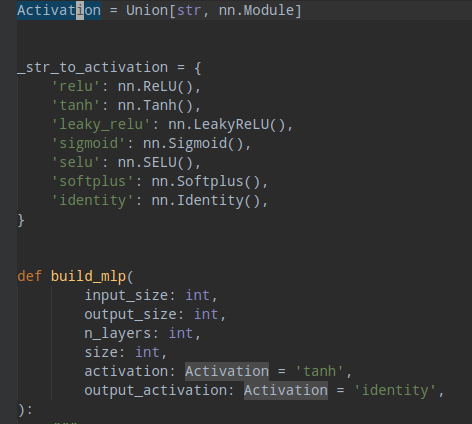 Activation = Union[str, nn.Module]
_str_to_activation = {
    'relu': nn.ReLU(),
    'tanh': nn.Tanh(),
    'leaky_relu': nn.LeakyReLU(),
    'sigmoid': nn.Sigmoid(),
    'selu': nn.SELU(),
    'softplus': nn.Softplus(),
    'identity': nn.Identity(),
}
def build_mlp(
        input_size: int,
        output_size: int,
        n_layers: int,
        size: int,
        activation: Activation = 'tanh',
        output_activation: Activation = 'identity',
):